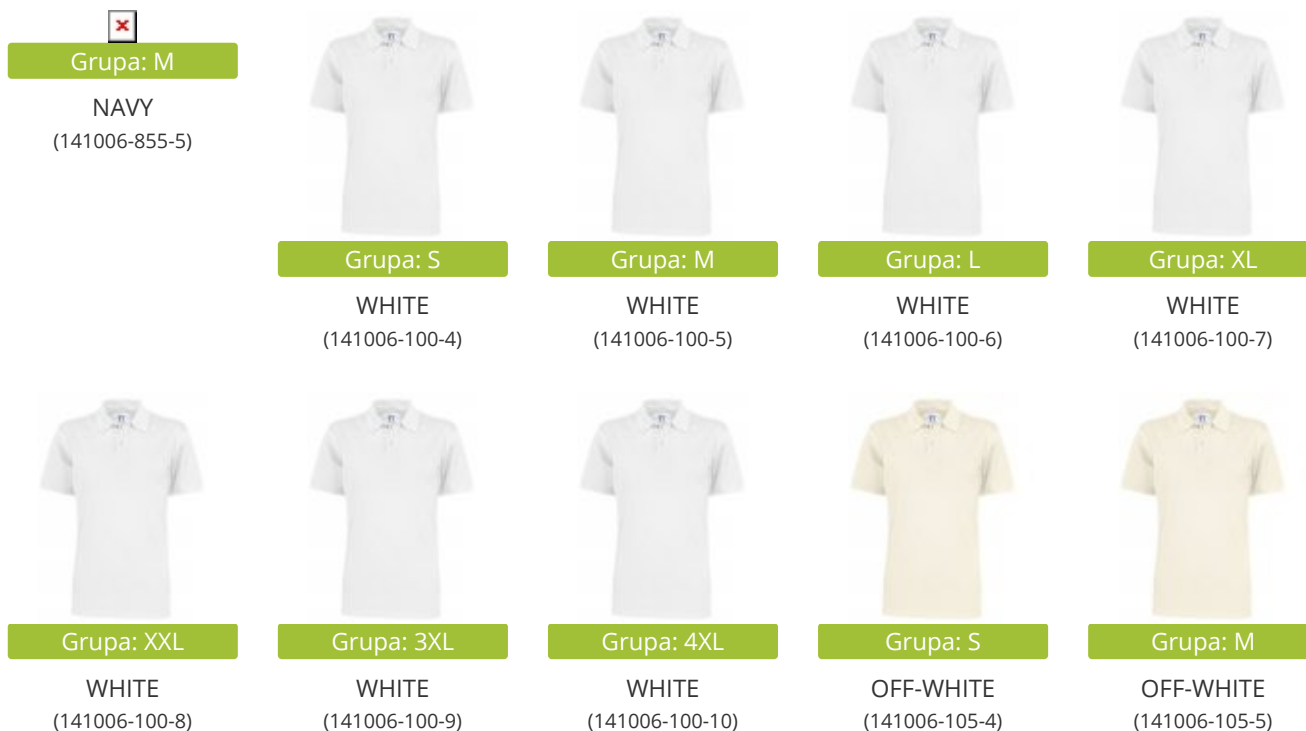 Grupa: M
NAVY
(141006-855-5)
Grupa: S
WHITE
(141006-100-4)
Grupa: M
WHITE
(141006-100-5)
Grupa: L
WHITE
(141006-100-6)
Grupa: XL
WHITE
(141006-100-7)
Grupa: XXL
WHITE
(141006-100-8)
Grupa: 3XL
WHITE
(141006-100-9)
Grupa: 4XL
WHITE
(141006-100-10)
Grupa: S
OFF-WHITE
(141006-105-4)
Grupa: M
OFF-WHITE
(141006-105-5)